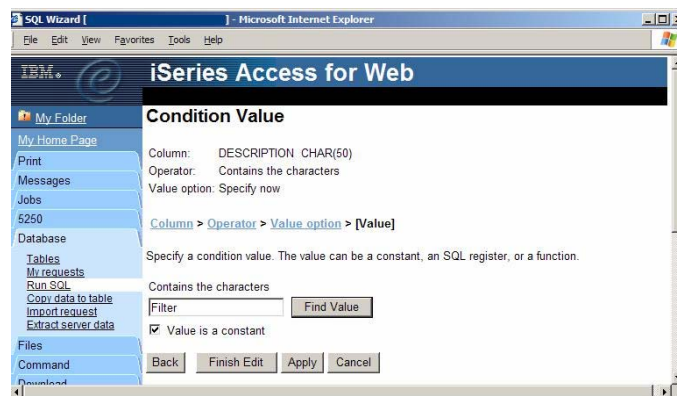 SQL Wizard [ ] - Microsoft Internet Explorer
File Edit View Favorites Tools Help
IBM. e iSeries Access for Web
My Folder
My Home Page
Print
Messages
Jobs
5250
Database
Tables
My requests
Run SQL
Copy data to table
Import request
Extract server data
Files
Command
Download
Condition Value
Column: DESCRIPTION CHAR(50)
Operator: Contains the characters
Value option: Specify now
Column > Operator > Value option > [Value]
Specify a condition value. The value can be a constant, an SQL register, or a function.
Contains the characters
Filter Find Value
Value is a constant
Back Finish Edit Apply Cancel